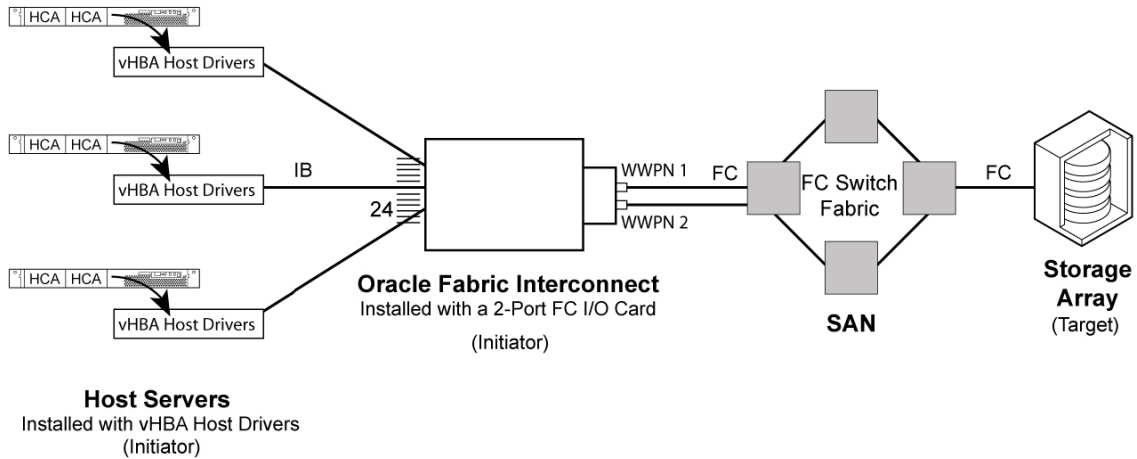 HCA HCA
vHBA Host Drivers
HCA HCA
vHBA Host Drivers
HCA HCA
vHBA Host Drivers
Host Servers
Installed with vHBA Host Drivers
(Initiator)
IB
24
Oracle Fabric Interconnect
Installed with a 2-Port FC I/O Card
(Initiator)
WWPN 1
WWPN 2
FC
FC Switch
Fabric
SAN
FC
Storage
Array
(Target)